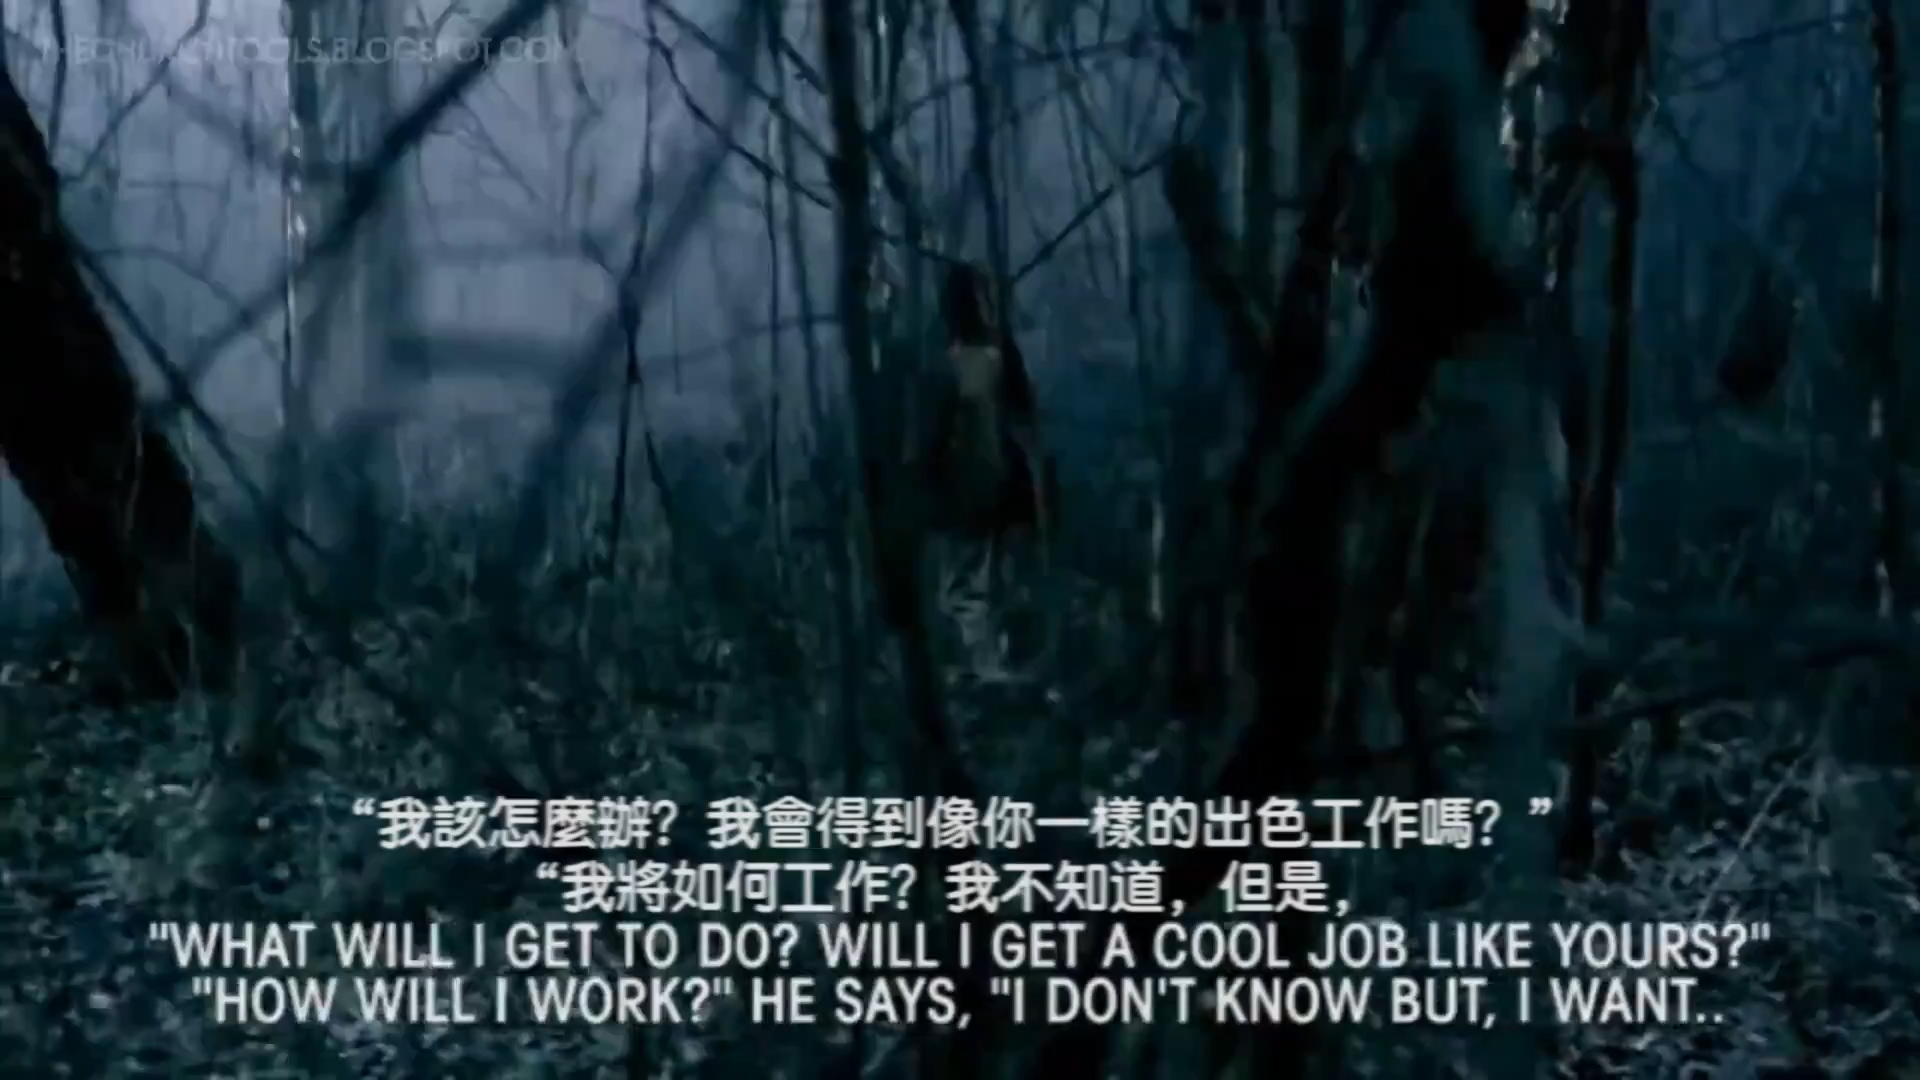 “我該怎麼辦？我會得到像你一樣的出色工作嗎？”
“我將如何工作？我不知道，但是，
"WHAT WILL I GET TO DO? WILL I GET A COOL JOB LIKE YOURS?"
"HOW WILL I WORK?" HE SAYS, "I DON'T KNOW BUT, I WANT..